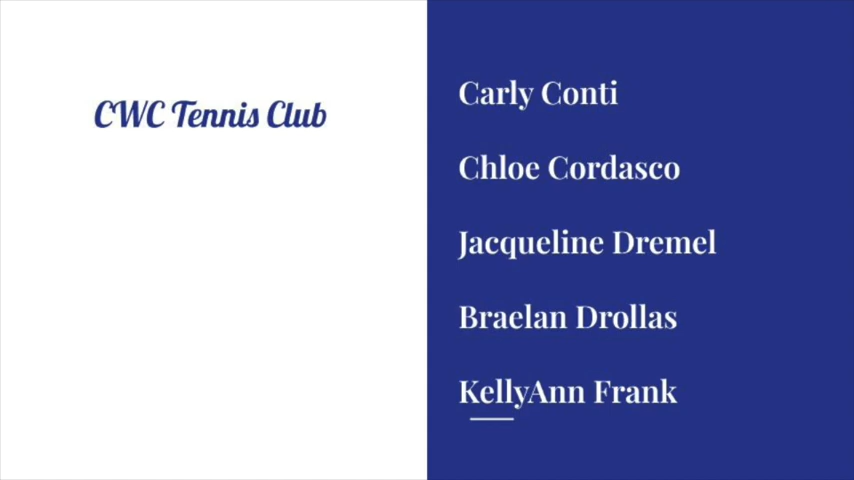 CWC Tennis Club
Carly Conti
Chloe Cordasco
Jacqueline Dremel
Braelan Drollas
KellyAnn Frank